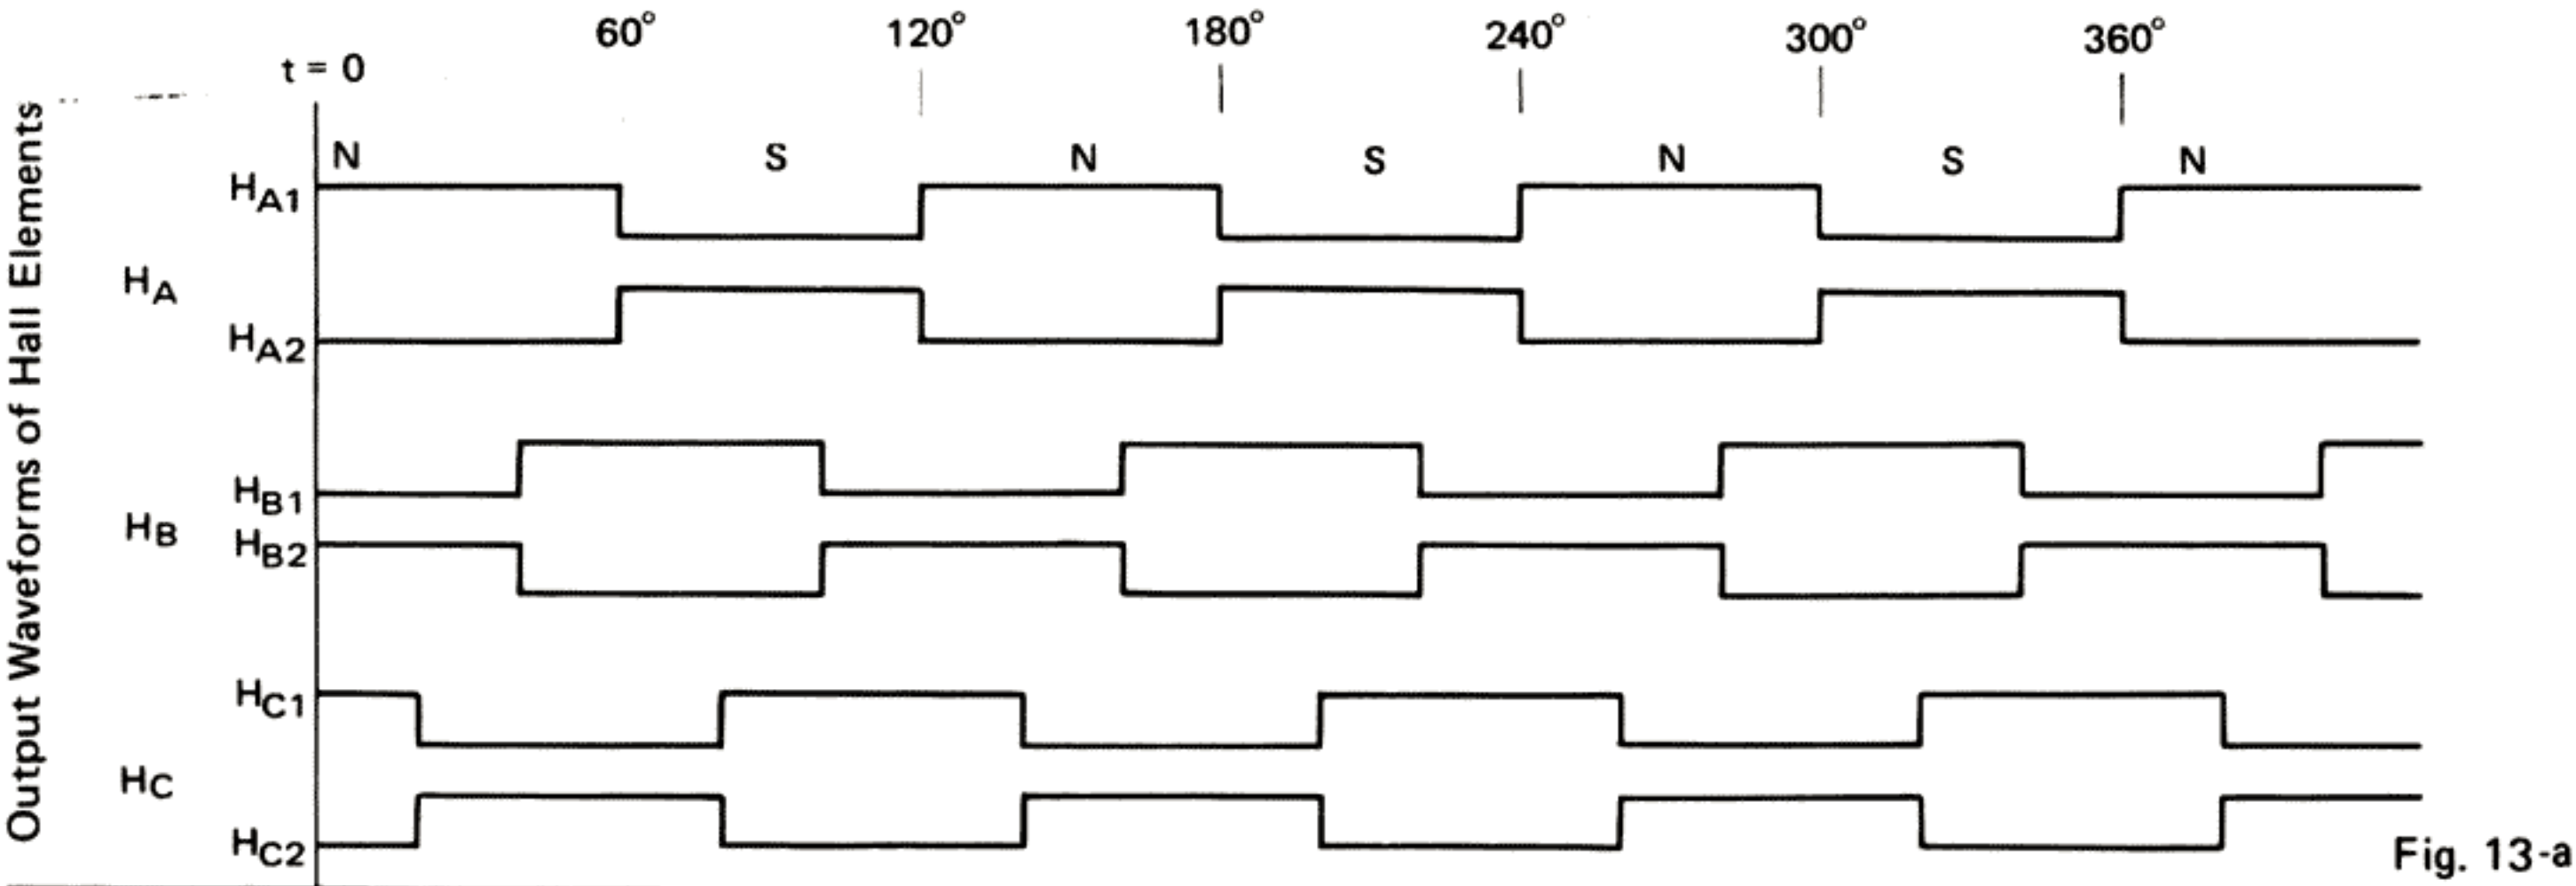 60° 120° 180° 240° 300° 360°
t = 0
Output Waveforms of Hall Elements
N S N S N S N
HA1
HA
HA2
HB1
HB
HB2
HC1
HC
HC2
Fig. 13-a